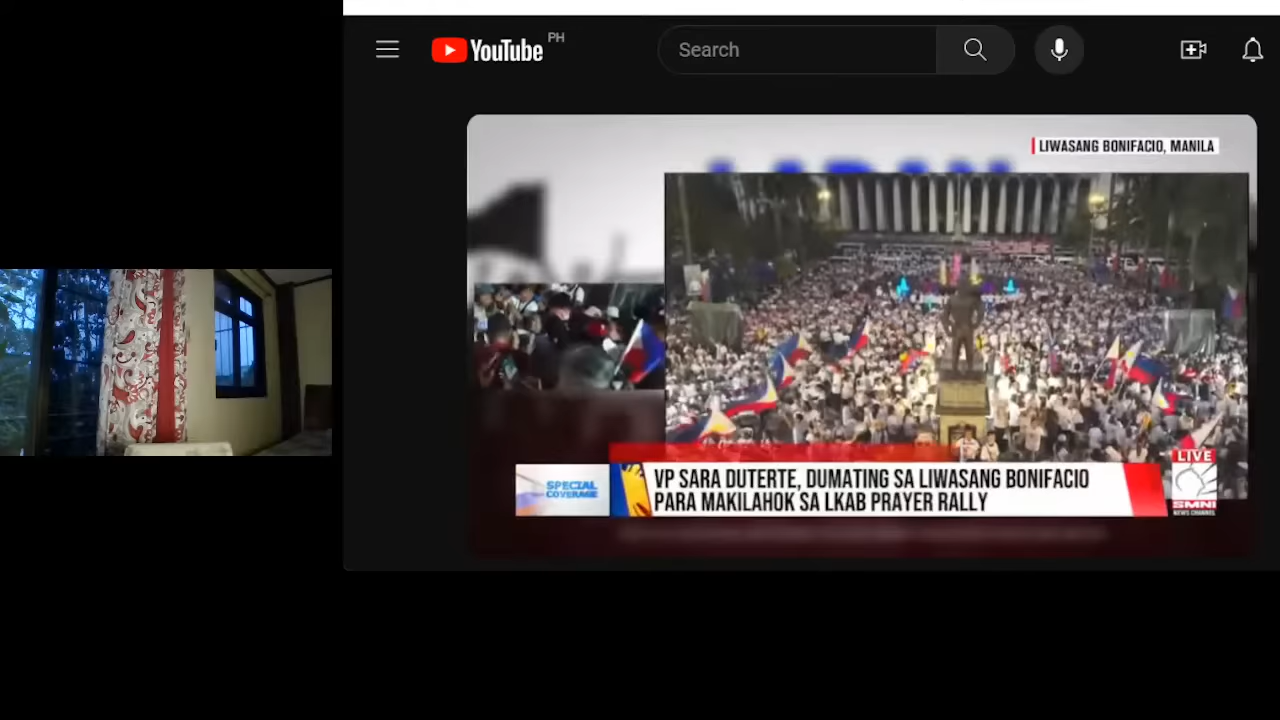 YouTube PH
Search
LIWASANG BONIFACIO, MANILA
SPECIAL
COVERAGE
VP SARA DUTERTE, DUMATING SA LIWASANG BONIFACIO
PARA MAKILAHOK SA LKAB PRAYER RALLY
LIVE
SMNI
NEWS CHANNEL